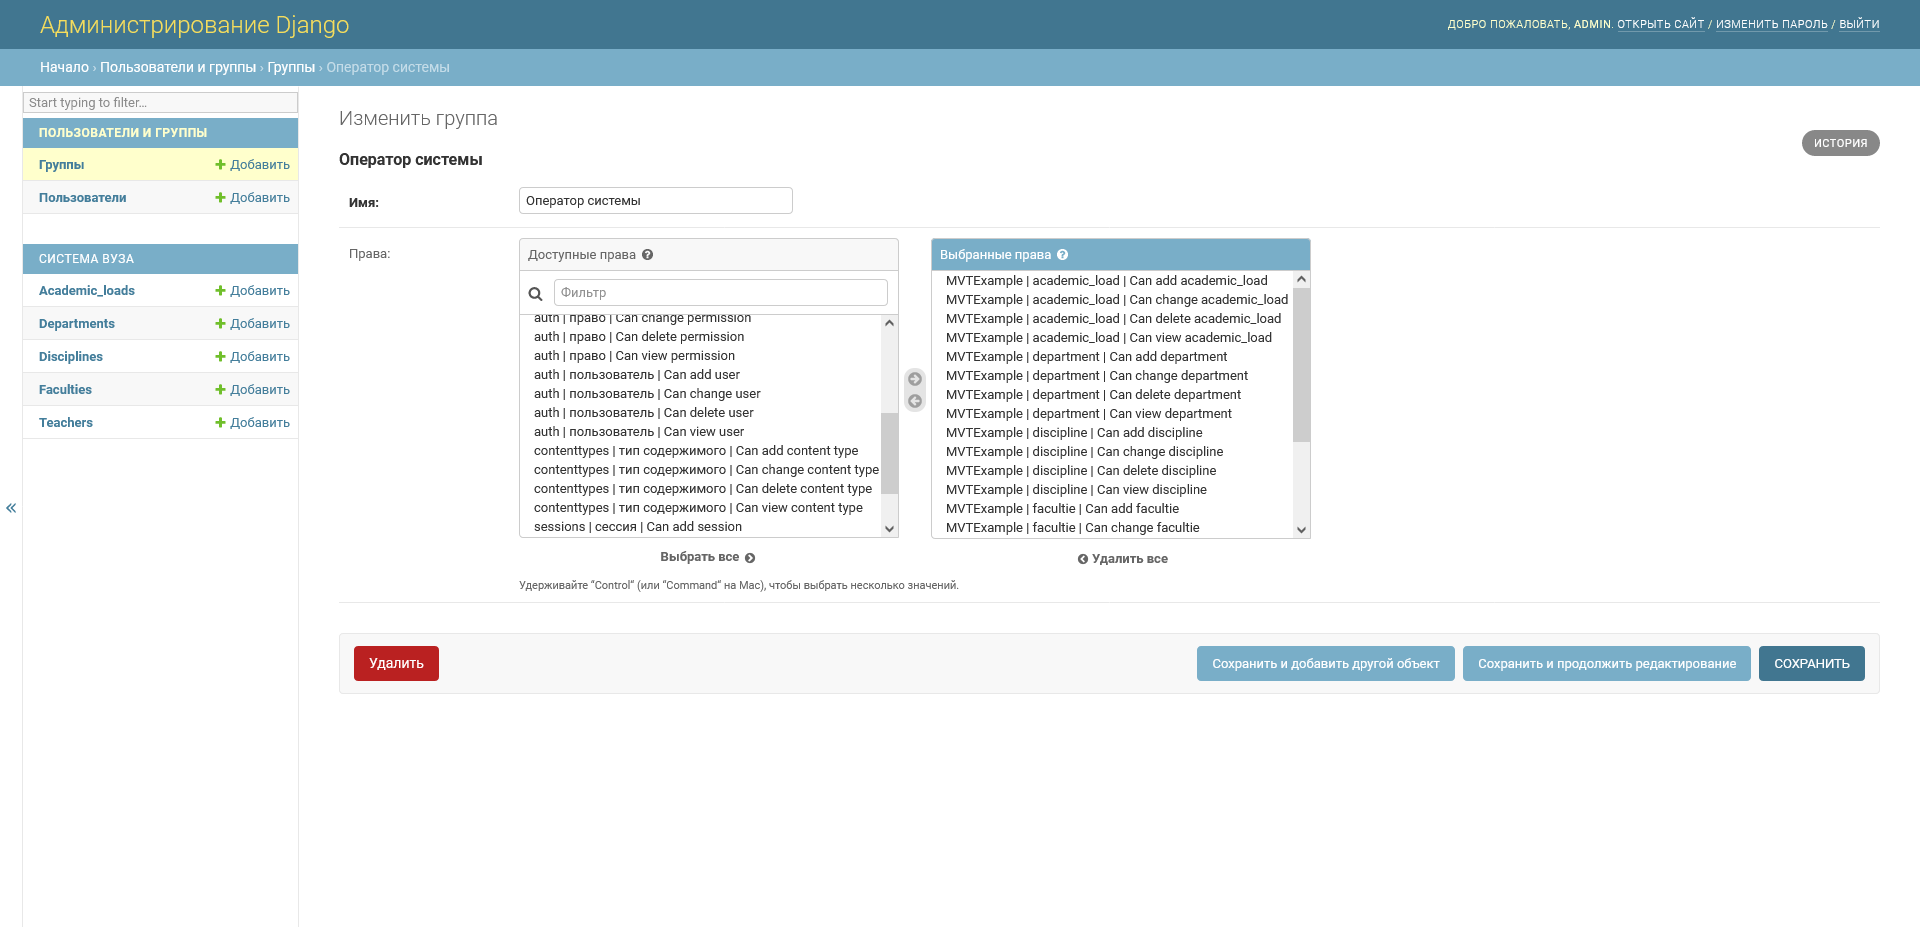 Администрирование Django
ДОБРО ПОЖАЛОВАТЬ, ADMIN. ОТКРЫТЬ САЙТ / ИЗМЕНИТЬ ПАРОЛЬ / ВЫЙТИ
Начало › Пользователи и группы › Группы › Оператор системы
Start typing to filter...
ПОЛЬЗОВАТЕЛИ И ГРУППЫ
Группы Добавить
Пользователи Добавить
СИСТЕМА ВУЗА
Academic_loads Добавить
Departments Добавить
Disciplines Добавить
Faculties Добавить
Teachers Добавить
«
Изменить группа
ИСТОРИЯ
Оператор системы
Имя: Оператор системы
Права:
Доступные права
Фильтр
auth | право | Can change permission
auth | право | Can delete permission
auth | право | Can view permission
auth | пользователь | Can add user
auth | пользователь | Can change user
auth | пользователь | Can delete user
auth | пользователь | Can view user
contenttypes | тип содержимого | Can add content type
contenttypes | тип содержимого | Can change content type
contenttypes | тип содержимого | Can delete content type
contenttypes | тип содержимого | Can view content type
sessions | сессия | Can add session
Выбрать все
Выбранные права
MVTExample | academic_load | Can add academic_load
MVTExample | academic_load | Can change academic_load
MVTExample | academic_load | Can delete academic_load
MVTExample | academic_load | Can view academic_load
MVTExample | department | Can add department
MVTExample | department | Can change department
MVTExample | department | Can delete department
MVTExample | department | Can view department
MVTExample | discipline | Can add discipline
MVTExample | discipline | Can change discipline
MVTExample | discipline | Can delete discipline
MVTExample | discipline | Can view discipline
MVTExample | facultie | Can add facultie
MVTExample | facultie | Can change facultie
Удалить все
Удерживайте “Control“ (или “Command“ на Mac), чтобы выбрать несколько значений.
Удалить
Сохранить и добавить другой объект
Сохранить и продолжить редактирование
СОХРАНИТЬ